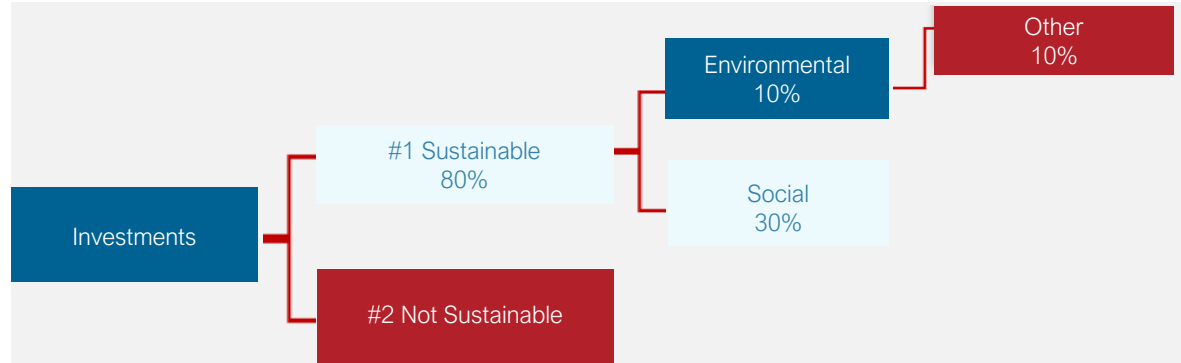 Other
10%
Environmental
10%
#1 Sustainable
80%
Social
30%
Investments
#2 Not Sustainable